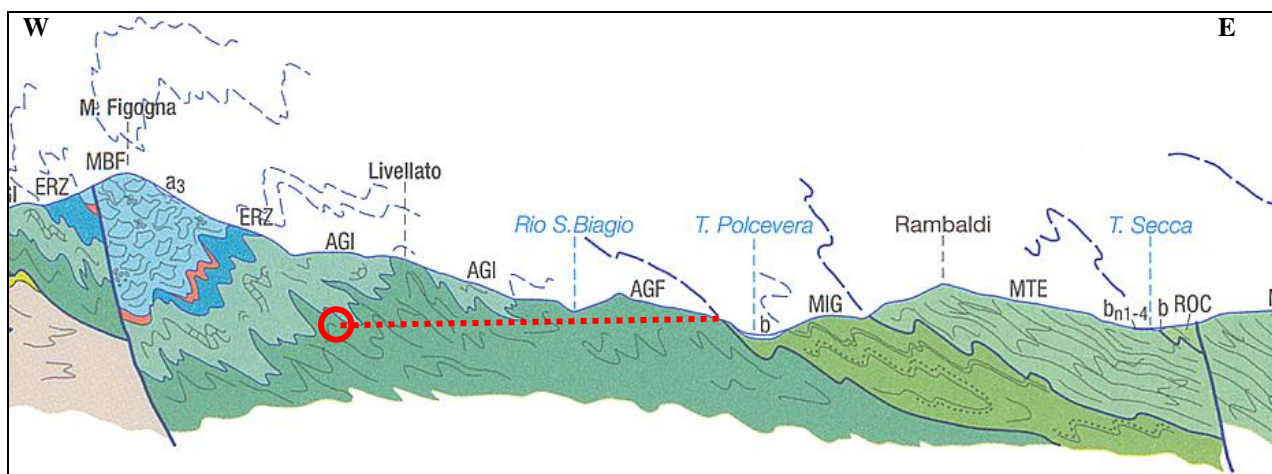 W
E
M. Figogna
MBF
a3
GI
ERZ
ERZ
Livellato
AGI
AGI
Rio S.Biagio
AGF
T. Polcevera
b
MIG
Rambaldi
MTE
T. Secca
bn1-4
b
ROC
M